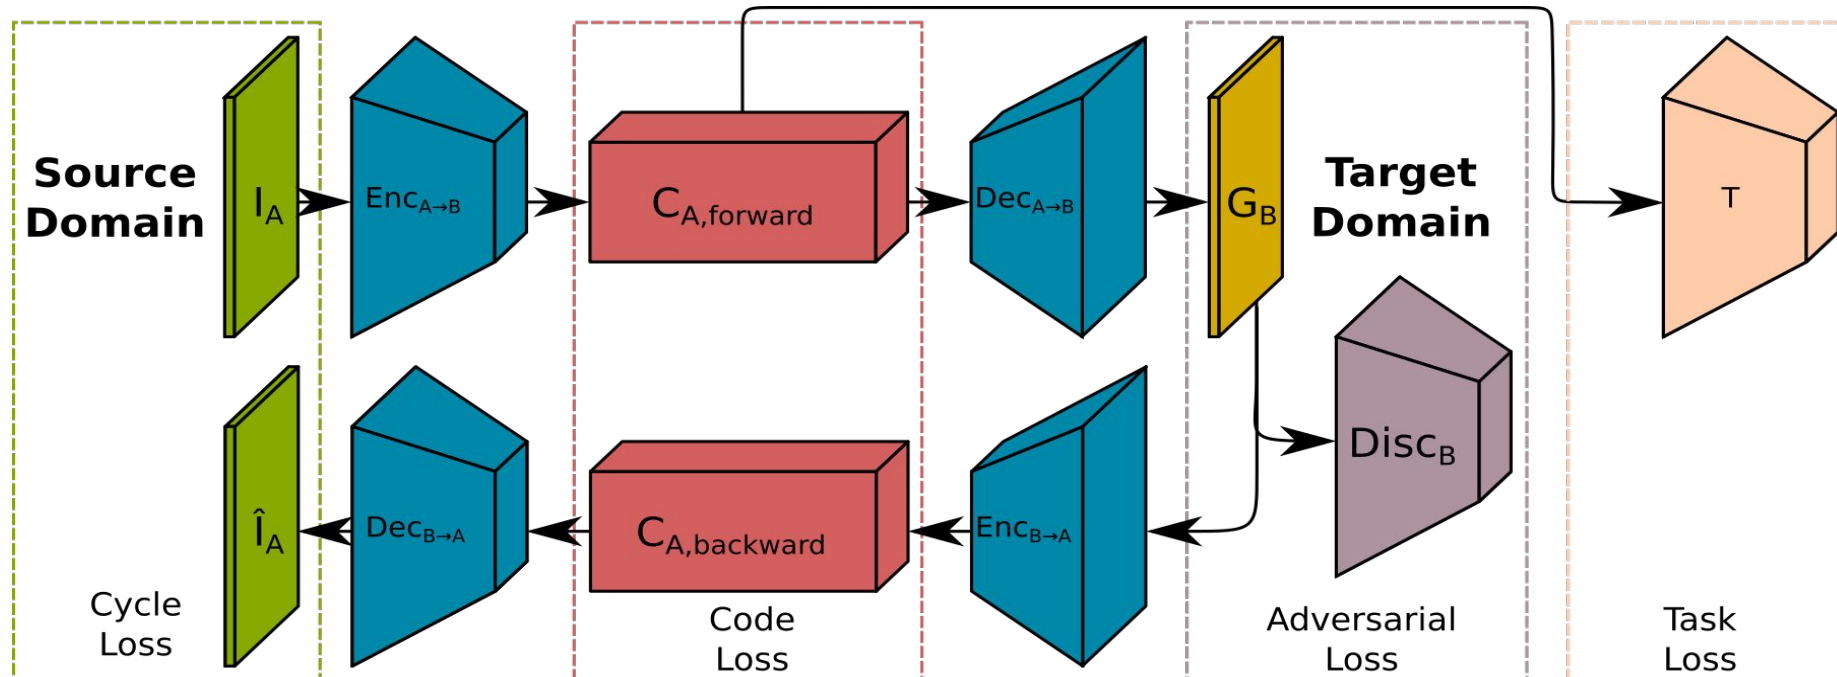 Source
Domain
I_A
Enc_A→B
C_A,forward
Dec_A→B
G_B
Target
Domain
T
Î_A
Dec_B→A
C_A,backward
Enc_B→A
Disc_B
Cycle
Loss
Code
Loss
Adversarial
Loss
Task
Loss